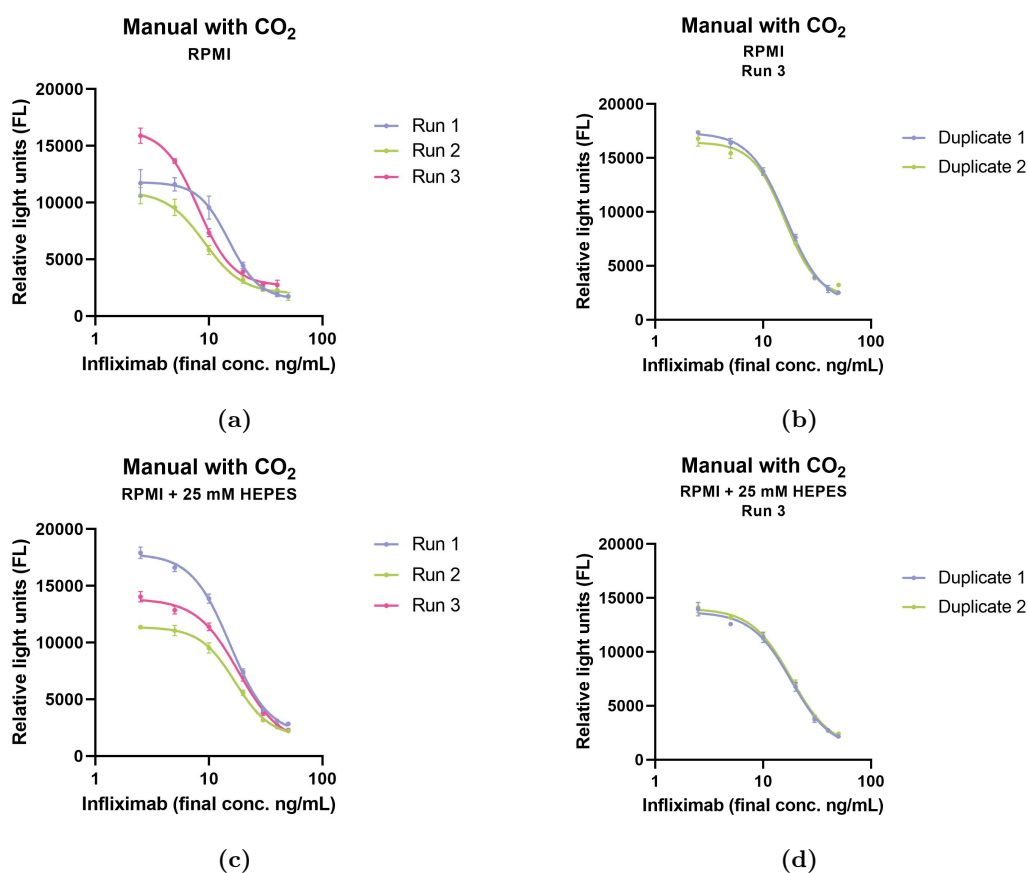 Manual with CO2
RPMI
Relative light units (FL)
20000
15000
10000
5000
0
1
10
100
Infliximab (final conc. ng/mL)
Run 1
Run 2
Run 3
(a)
Manual with CO2
RPMI
Run 3
Relative light units (FL)
20000
15000
10000
5000
0
1
10
100
Infliximab (final conc. ng/mL)
Duplicate 1
Duplicate 2
(b)
Manual with CO2
RPMI + 25 mM HEPES
Relative light units (FL)
20000
15000
10000
5000
0
1
10
100
Infliximab (final conc. ng/mL)
Run 1
Run 2
Run 3
(c)
Manual with CO2
RPMI + 25 mM HEPES
Run 3
Relative light units (FL)
20000
15000
10000
5000
0
1
10
100
Infliximab (final conc. ng/mL)
Duplicate 1
Duplicate 2
(d)